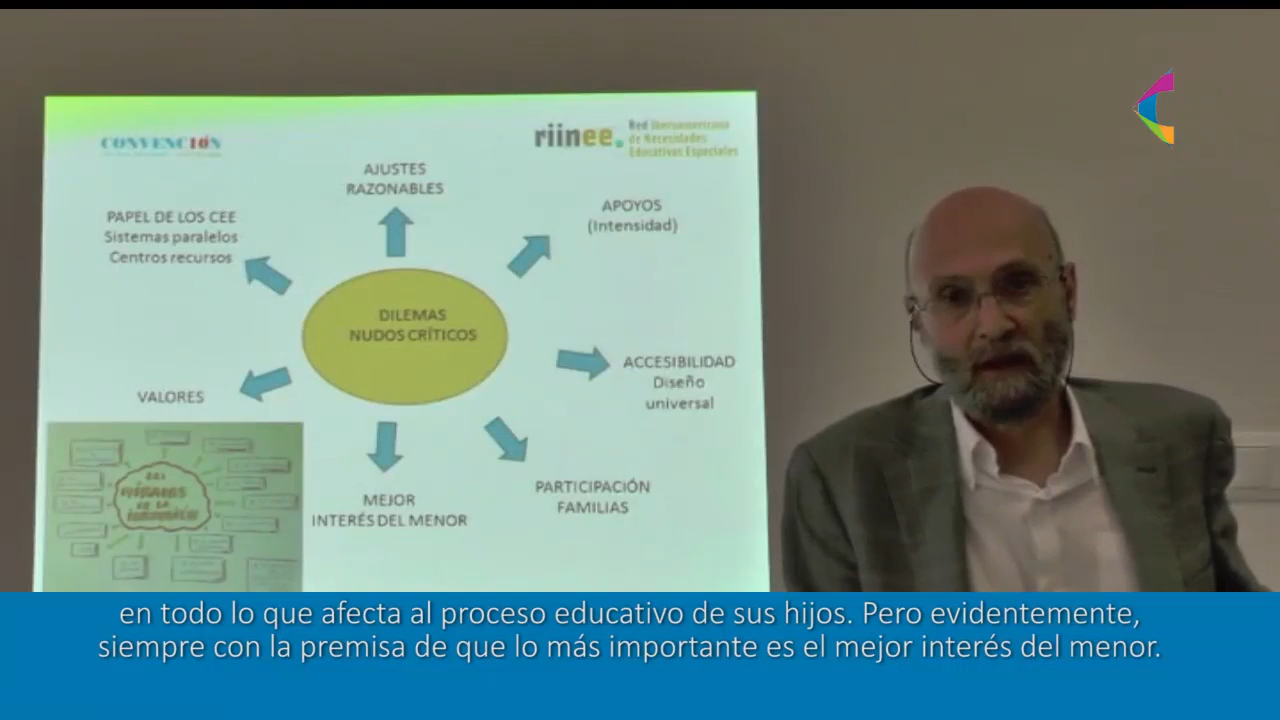 CONVENCIÓN
riinee.
Red Iberoamericana
de Necesidades
Educativas Especiales
AJUSTES
RAZONABLES
APOYOS
(Intensidad)
PAPEL DE LOS CEE
Sistemas paralelos
Centros recursos
DILEMAS
NUDOS CRÍTICOS
ACCESIBILIDAD
Diseño
universal
VALORES
PARTICIPACIÓN
FAMILIAS
MEJOR
INTERÉS DEL MENOR
en todo lo que afecta al proceso educativo de sus hijos. Pero evidentemente,
siempre con la premisa de que lo más importante es el mejor interés del menor.